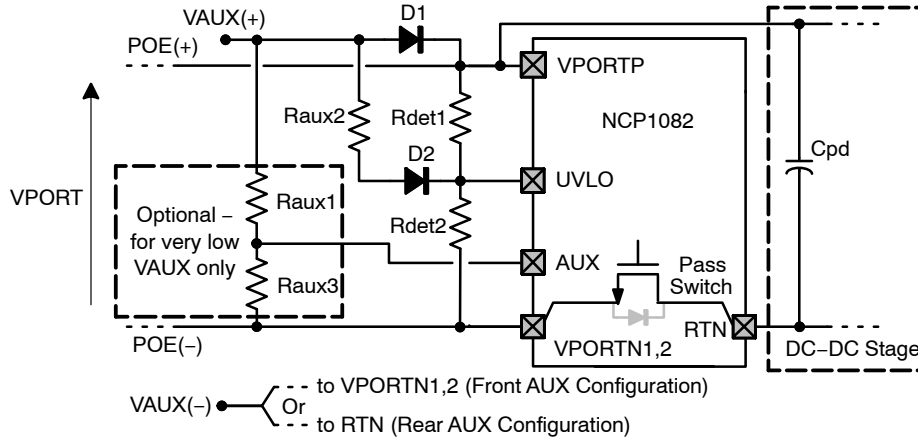 VAUX(+)
D1
POE(+)
VPORTP
Raux2
Rdet1
NCP1082
Cpd
D2
VPORT
UVLO
Optional –
for very low
VAUX only
Raux1
Rdet2
AUX
Pass
Switch
Raux3
RTN
POE(–)
VPORTN1,2
DC–DC Stage
to VPORTN1,2 (Front AUX Configuration)
VAUX(–)
Or
to RTN (Rear AUX Configuration)